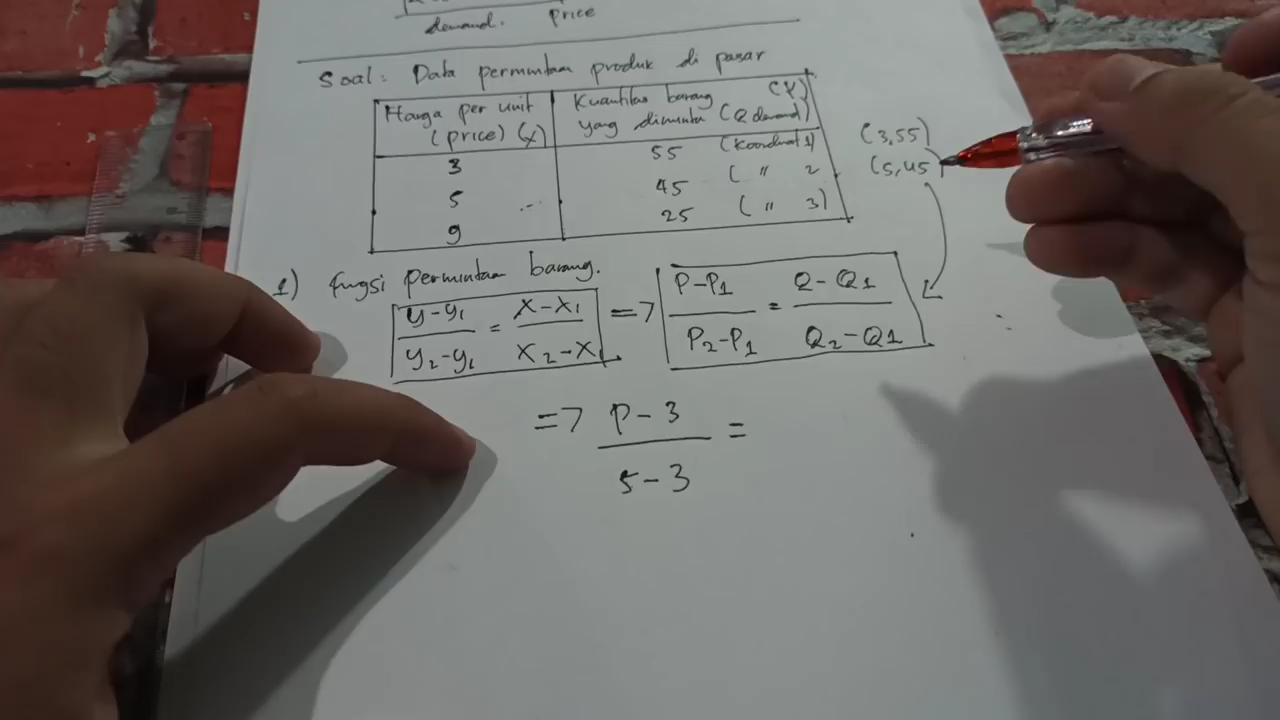 demand. price
Soal : Data permintaan produk di pasar
Harga per unit (price) (X)
Kuantitas barang (Y) yang diminta (Q demand)
3 55 (Koordinat 1)
5 45 ( " 2
9 25 ( " 3)
(3,55)
(5,45)
1) fungsi permintaan barang.
y-y1 / y2-y1 = x-x1 / x2-x1 => P-P1 / P2-P1 = Q-Q1 / Q2-Q1
=> P-3 / 5-3 =